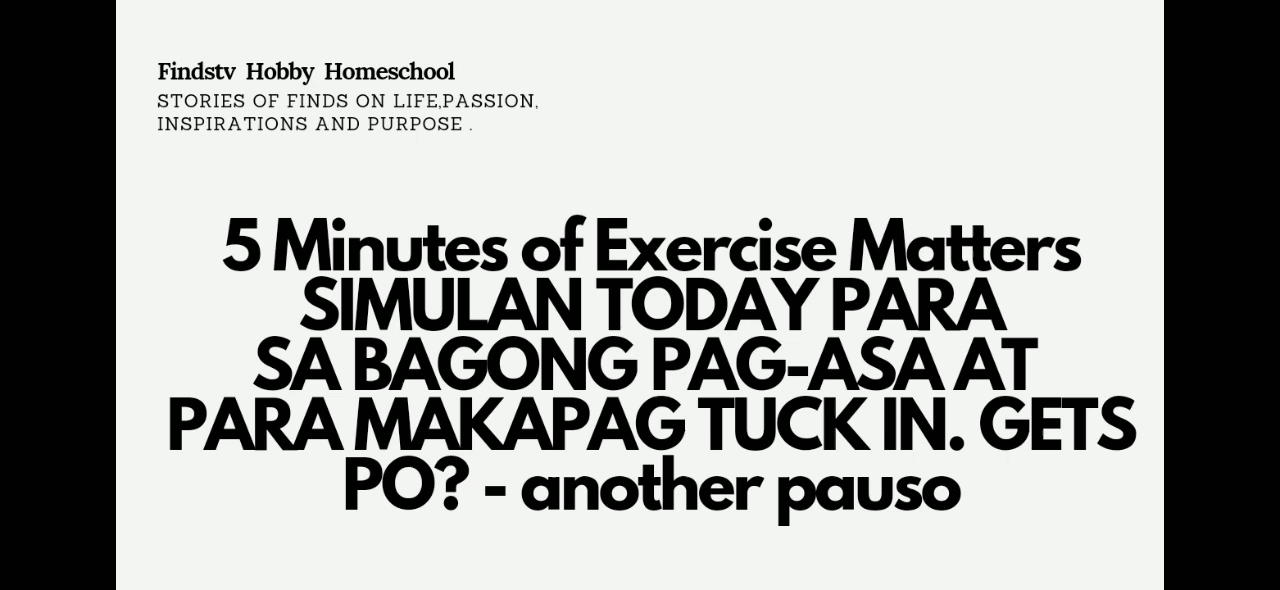 Findstv Hobby Homeschool
STORIES OF FINDS ON LIFE,PASSION,
INSPIRATIONS AND PURPOSE .
5 Minutes of Exercise Matters
SIMULAN TODAY PARA
SA BAGONG PAG-ASA AT
PARA MAKAPAG TUCK IN. GETS
PO? - another pauso